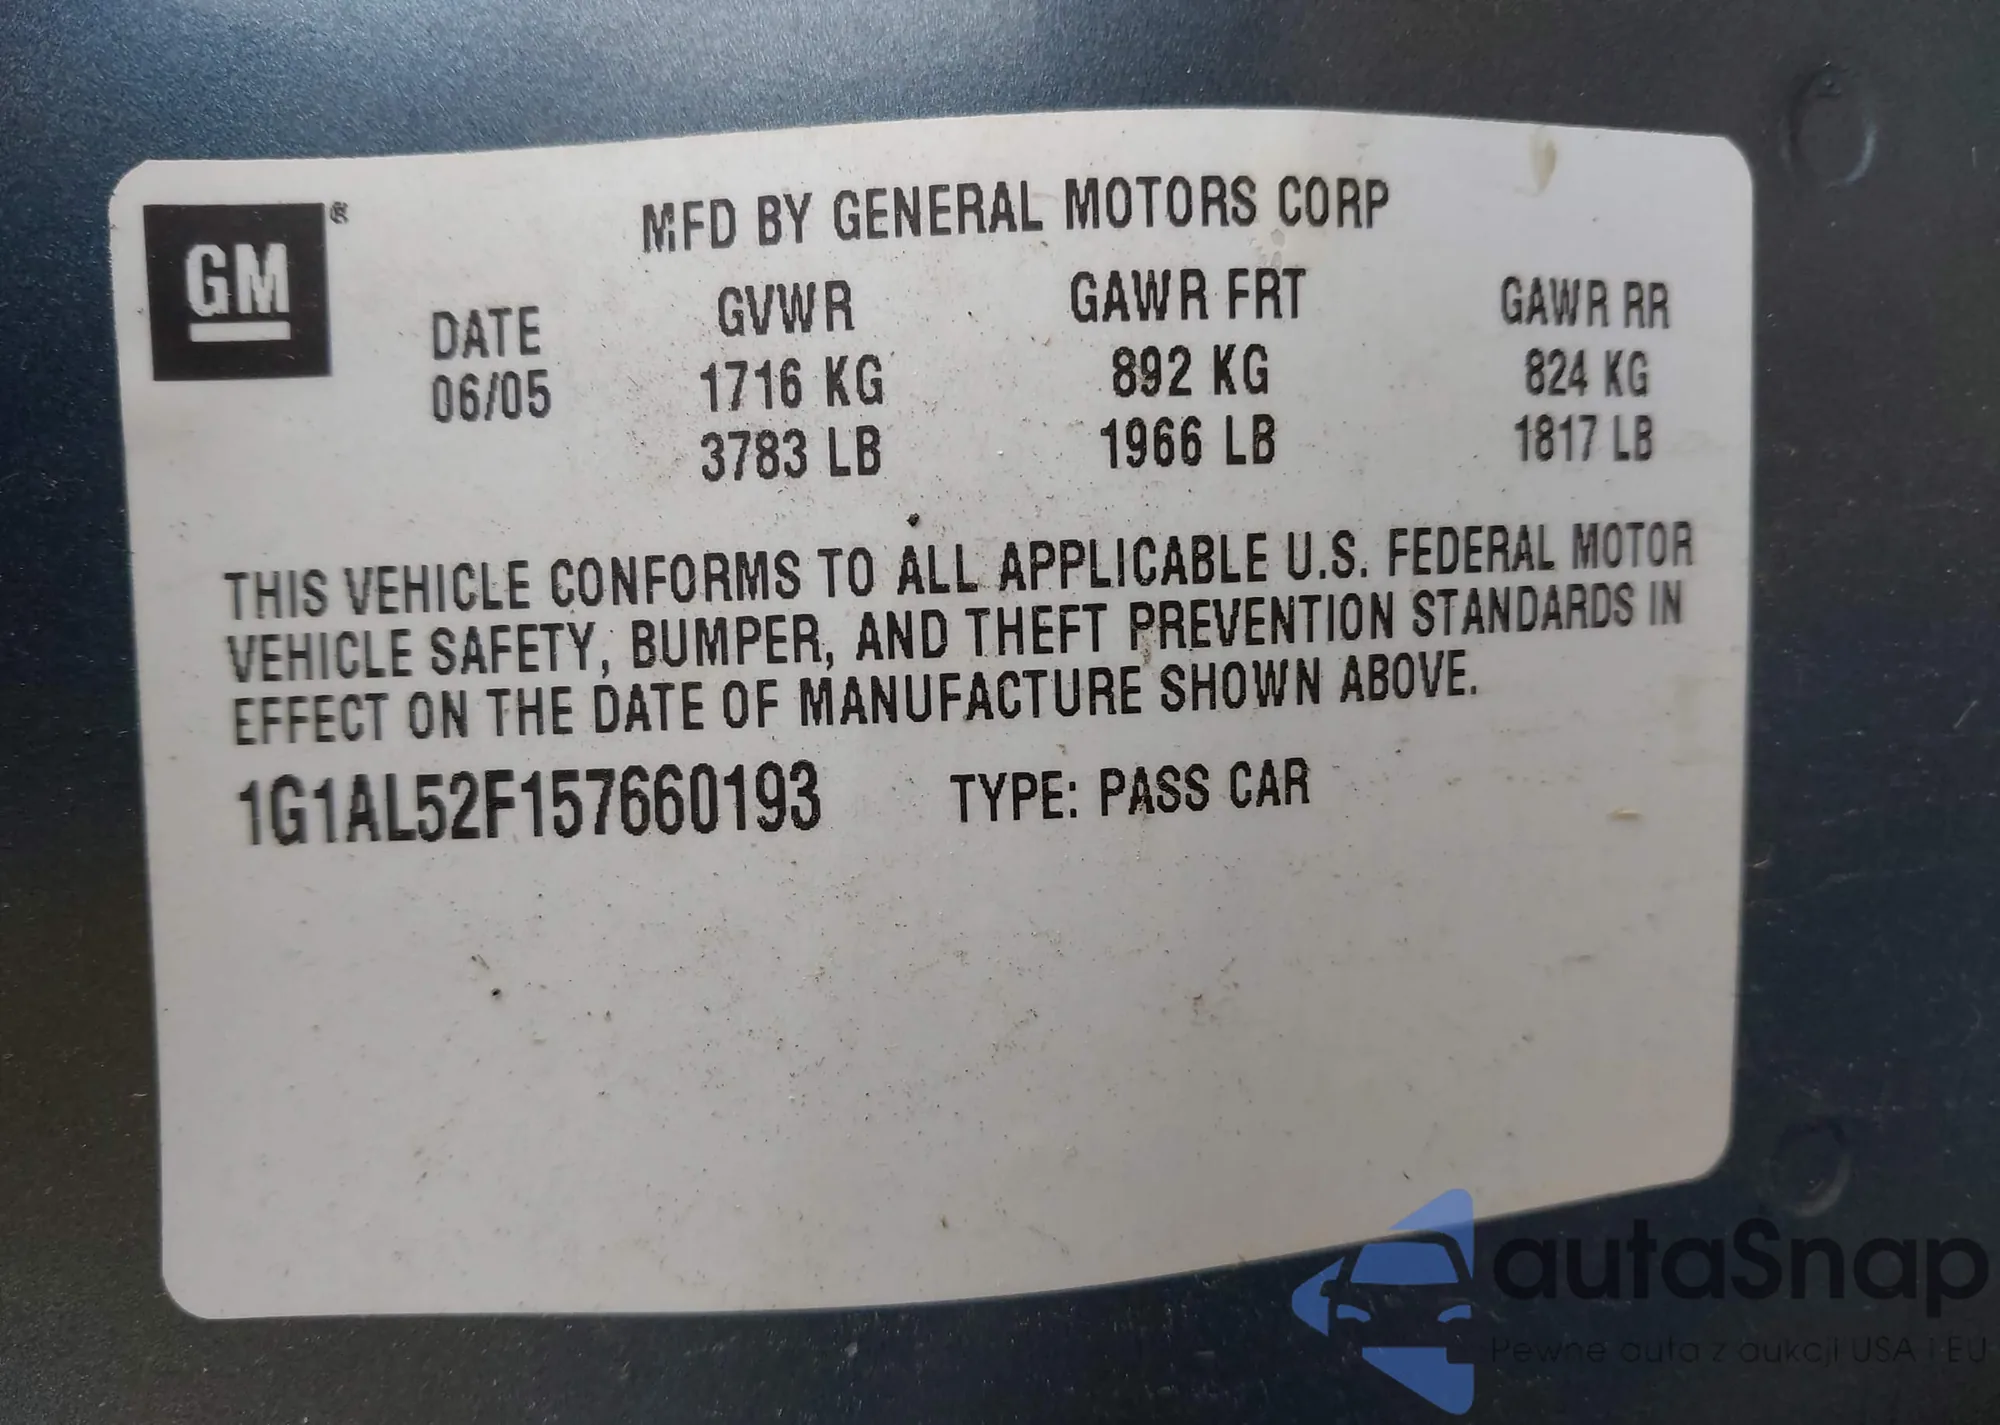 GM ®
MFD BY GENERAL MOTORS CORP
DATE GVWR GAWR FRT GAWR RR
06/05 1716 KG 892 KG 824 KG
3783 LB 1966 LB 1817 LB
THIS VEHICLE CONFORMS TO ALL APPLICABLE U.S. FEDERAL MOTOR
VEHICLE SAFETY, BUMPER, AND THEFT PREVENTION STANDARDS IN
EFFECT ON THE DATE OF MANUFACTURE SHOWN ABOVE.
1G1AL52F157660193 TYPE: PASS CAR
autaSnap
Pewne auta z aukcji USA i EU